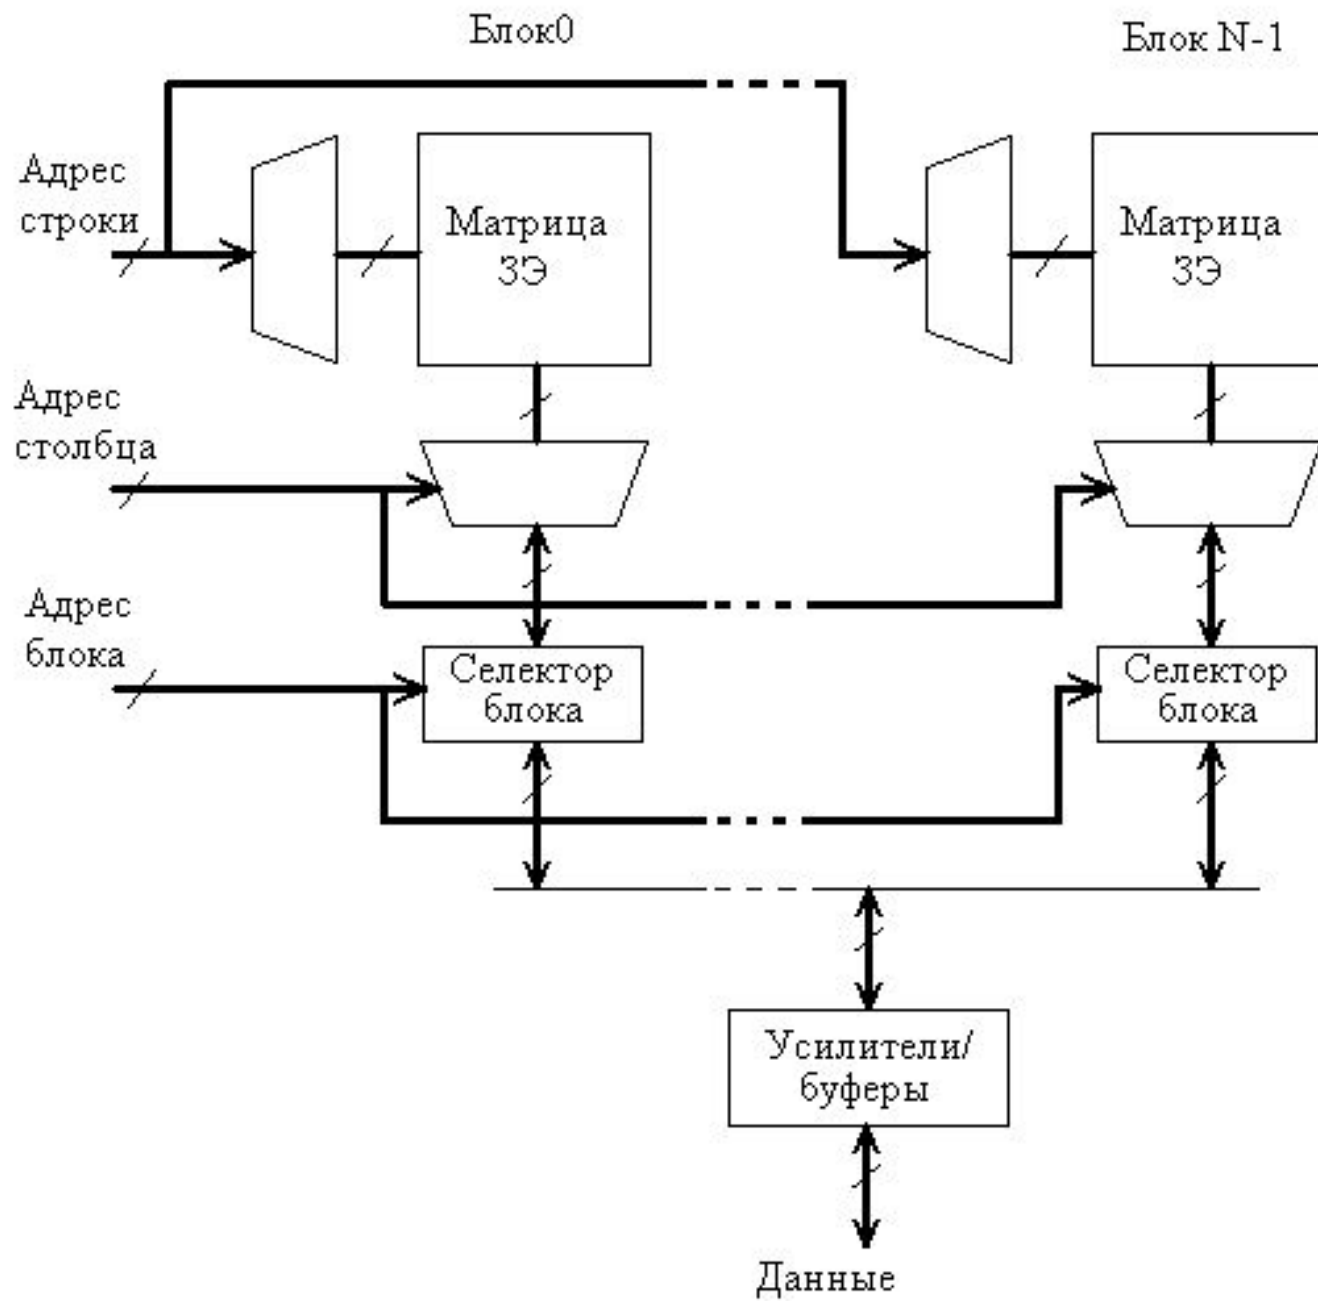 Блок0
Блок N-1
Адрес
строки
Матрица
ЗЭ
Матрица
ЗЭ
Адрес
столбца
Адрес
блока
Селектор
блока
Селектор
блока
Усилители/
буферы
Данные